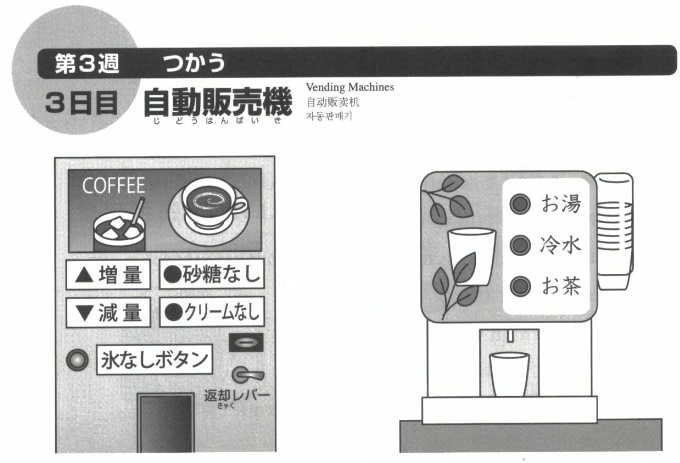 第3週 つかう
3日目 自動販売機
じどうはんばいき
Vending Machines
自动贩卖机
자동판매기
COFFEE
▲増量 ●砂糖なし
▼減量 ●クリームなし
氷なしボタン
返却レバー
きゃく
お湯
冷水
お茶